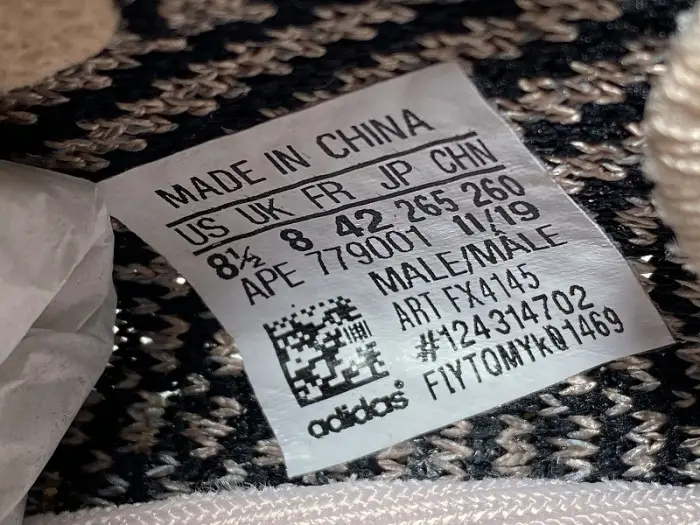 MADE IN CHINA
US UK FR JP CHN
8½ 8 42 265 260
APE 779001 11/19
MALE/MÂLE
ART FX4145
#124314702
FIYTQMYkQ1469
adidas®